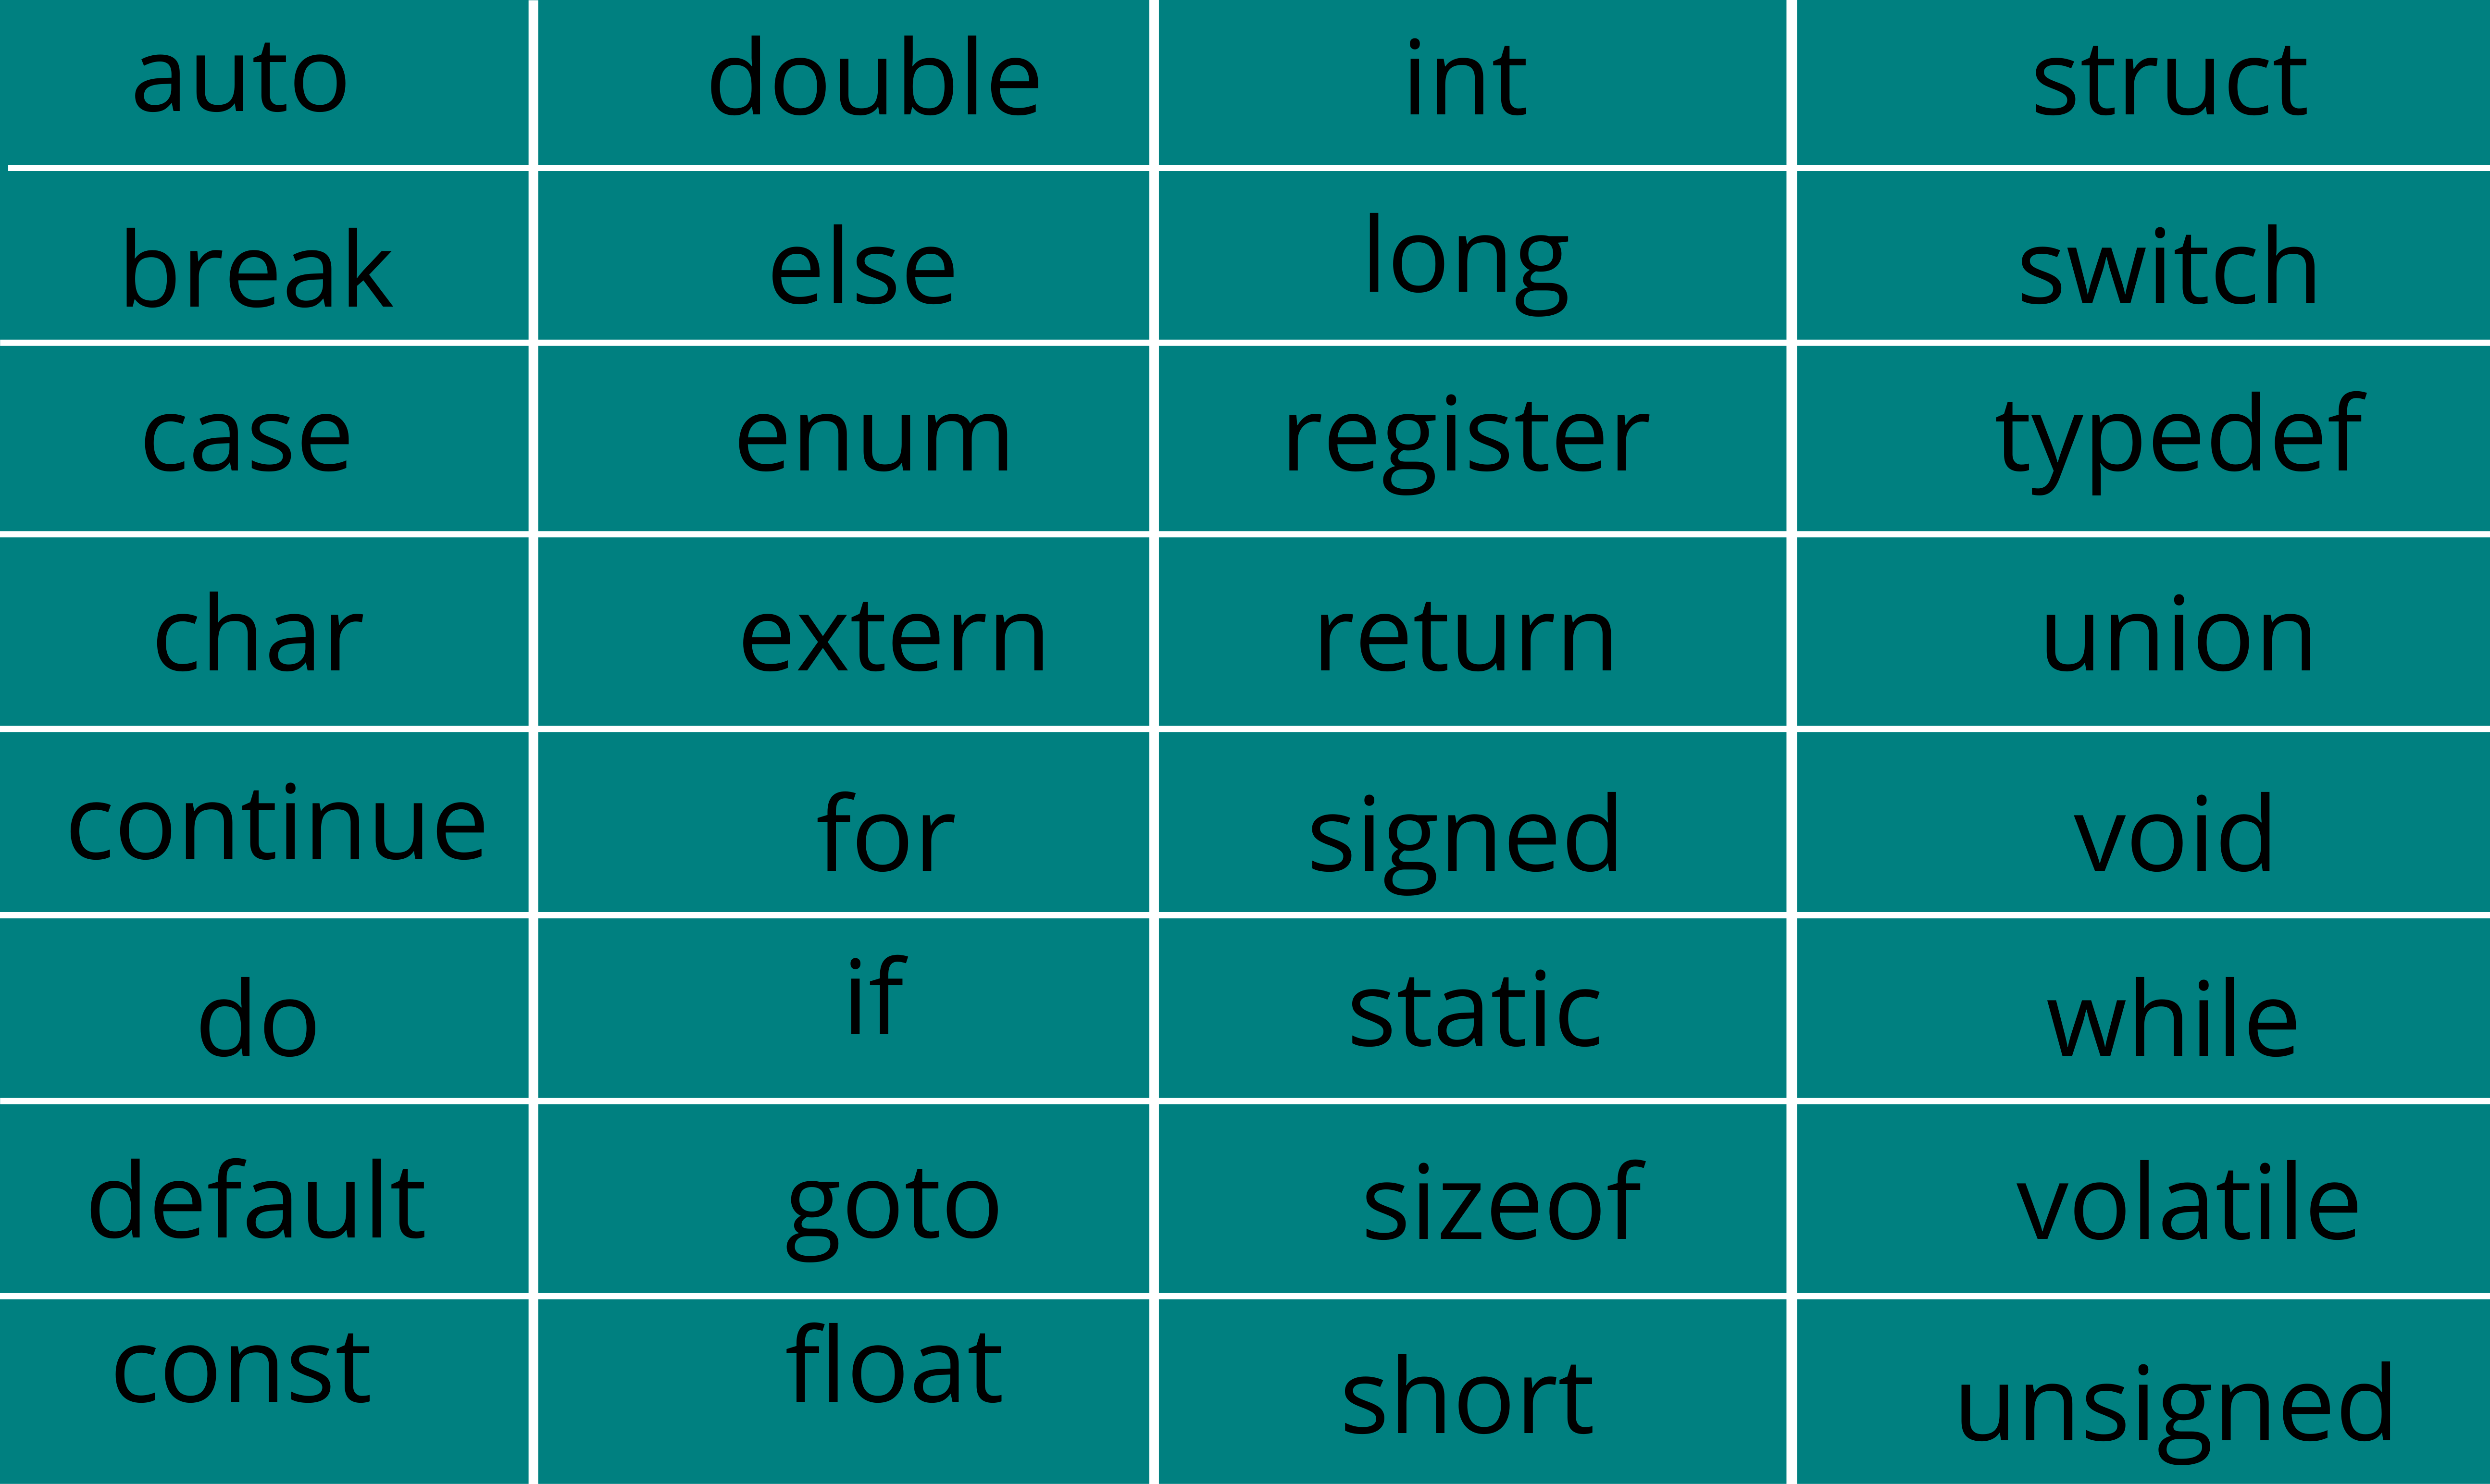 auto double int struct
break else long switch
case enum register typedef
char extern return union
continue for signed void
do if static while
default goto sizeof volatile
const float short unsigned